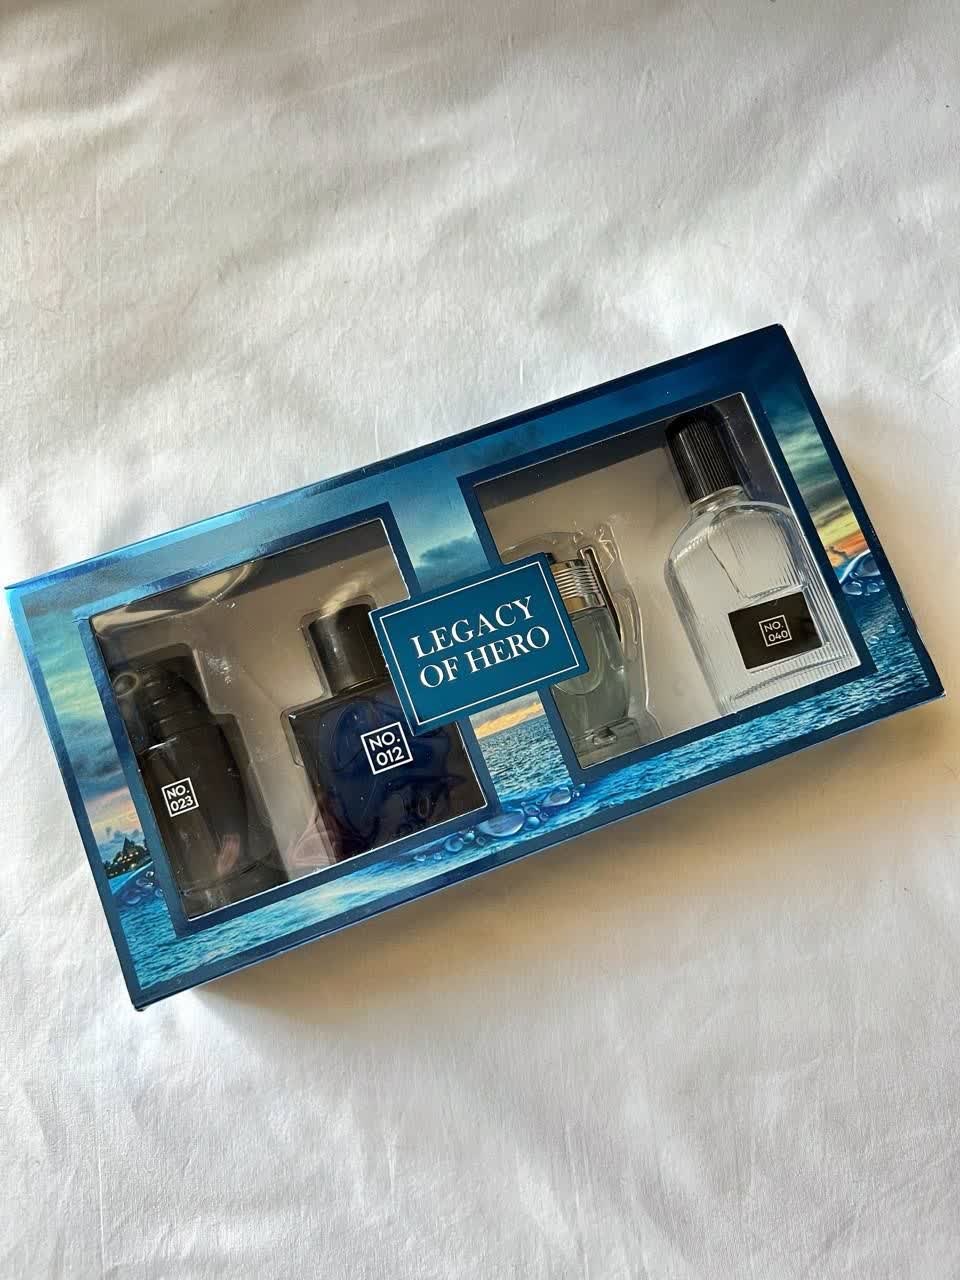 LEGACY
OF HERO
NO.
023
NO.
012
NO.
040